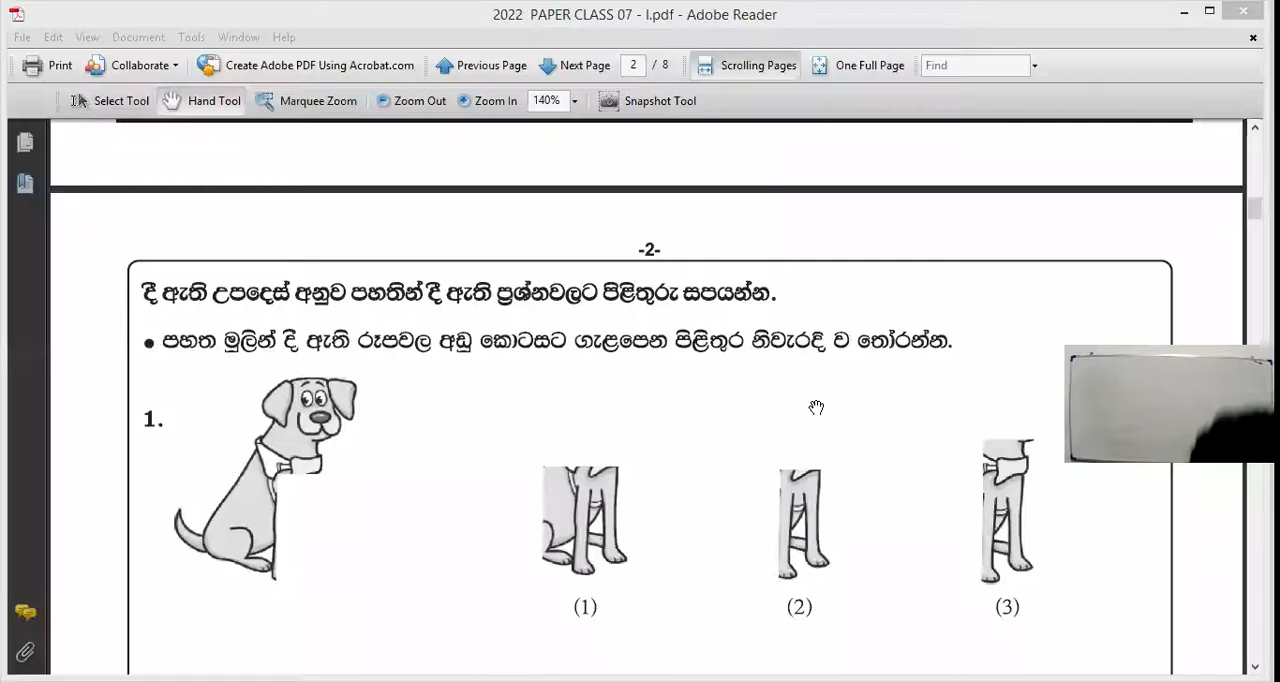 2022 PAPER CLASS 07 - I.pdf - Adobe Reader
File Edit View Document Tools Window Help
Print Collaborate Create Adobe PDF Using Acrobat.com Previous Page 2 / 8 Next Page Scrolling Pages One Full Page Find
Select Tool Hand Tool Marquee Zoom Zoom Out Zoom In 140% Snapshot Tool
-2-
දී ඇති උපදෙස් අනුව පහතින් දී ඇති ප්‍රශ්නවලට පිළිතුරු සපයන්න.
● පහත මුලින් දී ඇති රූපවල අඩු කොටසට ගැළපෙන පිළිතුර නිවැරදි ව තෝරන්න.
1.
(1) (2) (3)